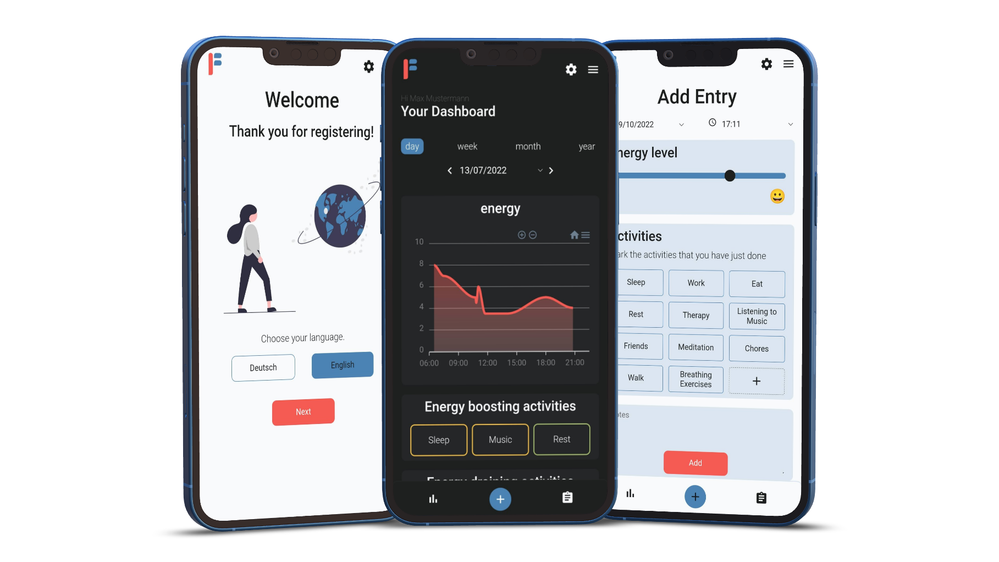 Welcome
Thank you for registering!
Choose your language.
Deutsch
English
Next
Hi Max Mustermann
Your Dashboard
day week month year
13/07/2022
energy
10
8
6
4
2
0
06:00 09:00 12:00 15:00 18:00 21:00
Energy boosting activities
Sleep Music Rest
Energy draining activities
Add Entry
9/10/2022 17:11
nergy level
ctivities
ark the activities that you have just done
Sleep Work Eat
Rest Therapy Listening to
Music
Friends Meditation Chores
Walk Breathing
Exercises +
otes
Add